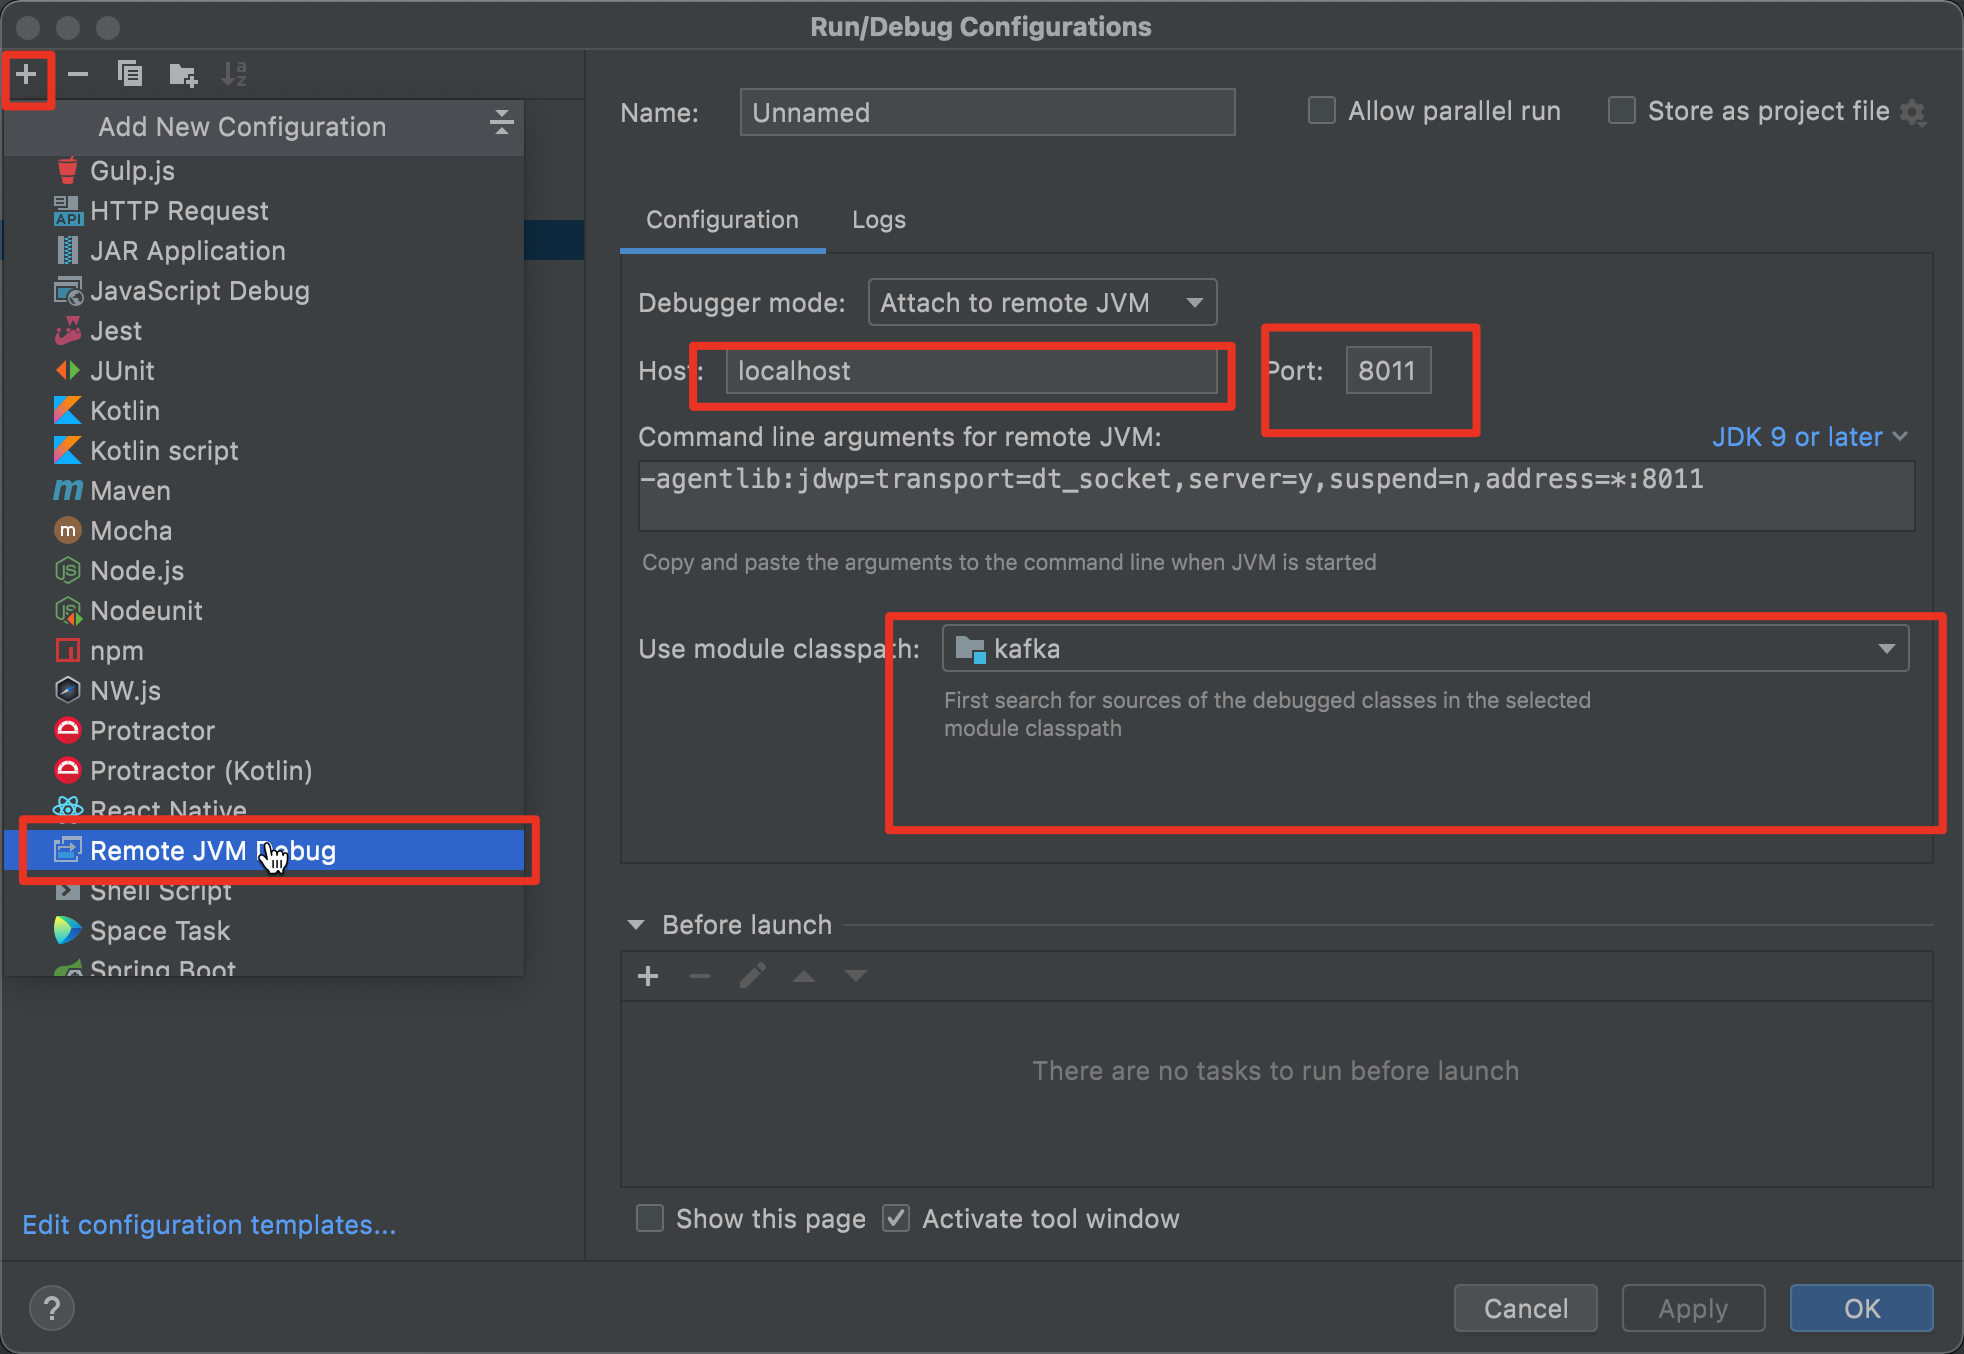 Run/Debug Configurations
Add New Configuration
Gulp.js
HTTP Request
JAR Application
JavaScript Debug
Jest
JUnit
Kotlin
Kotlin script
Maven
Mocha
Node.js
Nodeunit
npm
NW.js
Protractor
Protractor (Kotlin)
React Native
Remote JVM Debug
Shell Script
Space Task
Spring Boot
Edit configuration templates...
Name: Unnamed
Allow parallel run
Store as project file
Configuration Logs
Debugger mode: Attach to remote JVM
Host: localhost
Port: 8011
Command line arguments for remote JVM:
JDK 9 or later
-agentlib:jdwp=transport=dt_socket,server=y,suspend=n,address=*:8011
Copy and paste the arguments to the command line when JVM is started
Use module classpath: kafka
First search for sources of the debugged classes in the selected
module classpath
Before launch
There are no tasks to run before launch
Show this page Activate tool window
? Cancel Apply OK